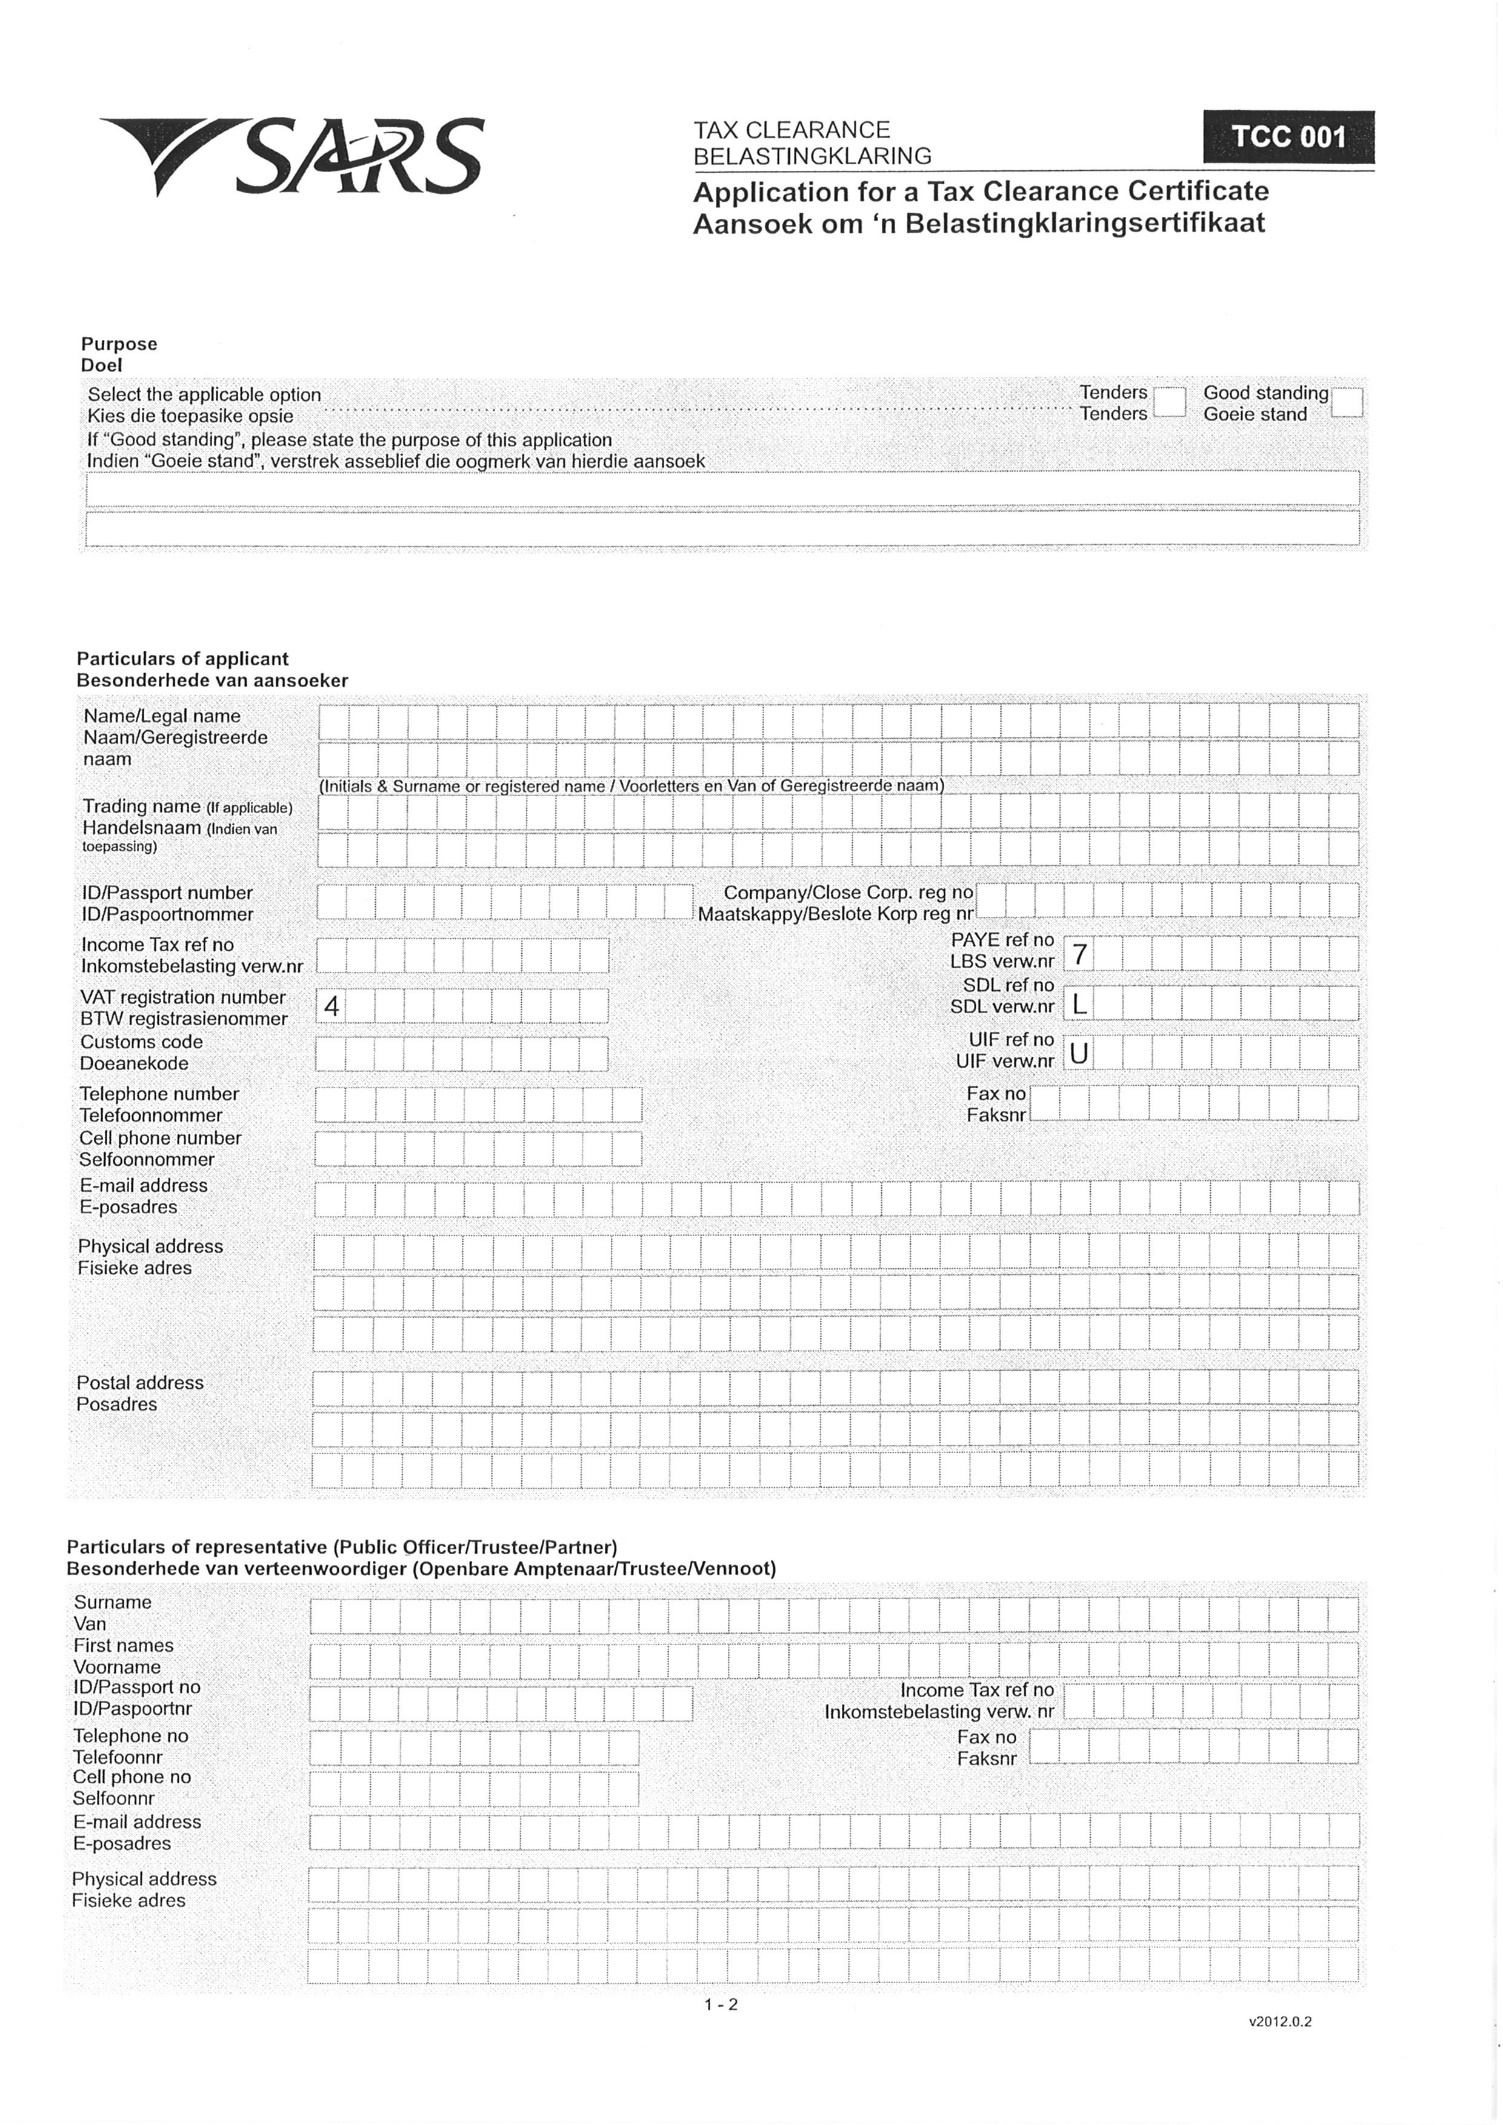 SARS
TAX CLEARANCE
BELASTINGKLARING
TCC 001
Application for a Tax Clearance Certificate
Aansoek om ‘n Belastingklaringsertifikaat
Purpose
Doel
Select the applicable option
Kies die toepasike opsie
Tenders
Tenders
Good standing
Goeie stand
If “Good standing”, please state the purpose of this application
Indien “Goeie stand”, verstrek asseblief die oogmerk van hierdie aansoek
Particulars of applicant
Besonderhede van aansoeker
Name/Legal name
Naam/Geregistreerde
naam
(Initials & Surname or registered name / Voorletters en Van of Geregistreerde naam)
Trading name (If applicable)
Handelsnaam (Indien van
toepassing)
ID/Passport number
ID/Paspoortnommer
Company/Close Corp. reg no
Maatskappy/Beslote Korp reg nr
Income Tax ref no
Inkomstebelasting verw.nr
PAYE ref no
LBS verw.nr
7
VAT registration number
BTW registrasienommer
4
SDL ref no
SDL verw.nr
L
Customs code
Doeanekode
UIF ref no
UIF verw.nr
U
Telephone number
Telefoonnommer
Fax no
Faksnr
Cell phone number
Selfoonnommer
E-mail address
E-posadres
Physical address
Fisieke adres
Postal address
Posadres
Particulars of representative (Public Officer/Trustee/Partner)
Besonderhede van verteenwoordiger (Openbare Amptenaar/Trustee/Vennoot)
Surname
Van
First names
Voorname
ID/Passport no
ID/Paspoortnr
Income Tax ref no
Inkomstebelasting verw. nr
Telephone no
Telefoonnr
Fax no
Faksnr
Cell phone no
Selfoonnr
E-mail address
E-posadres
Physical address
Fisieke adres
1 - 2
v2012.0.2